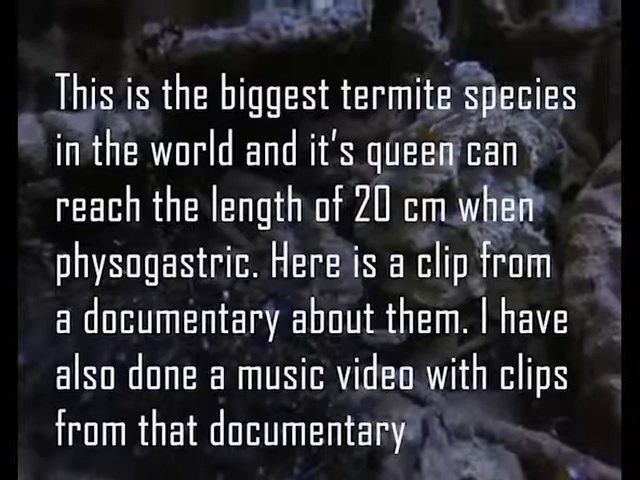 This is the biggest termite species
in the world and it's queen can
reach the length of 20 cm when
physogastric. Here is a clip from
a documentary about them. I have
also done a music video with clips
from that documentary